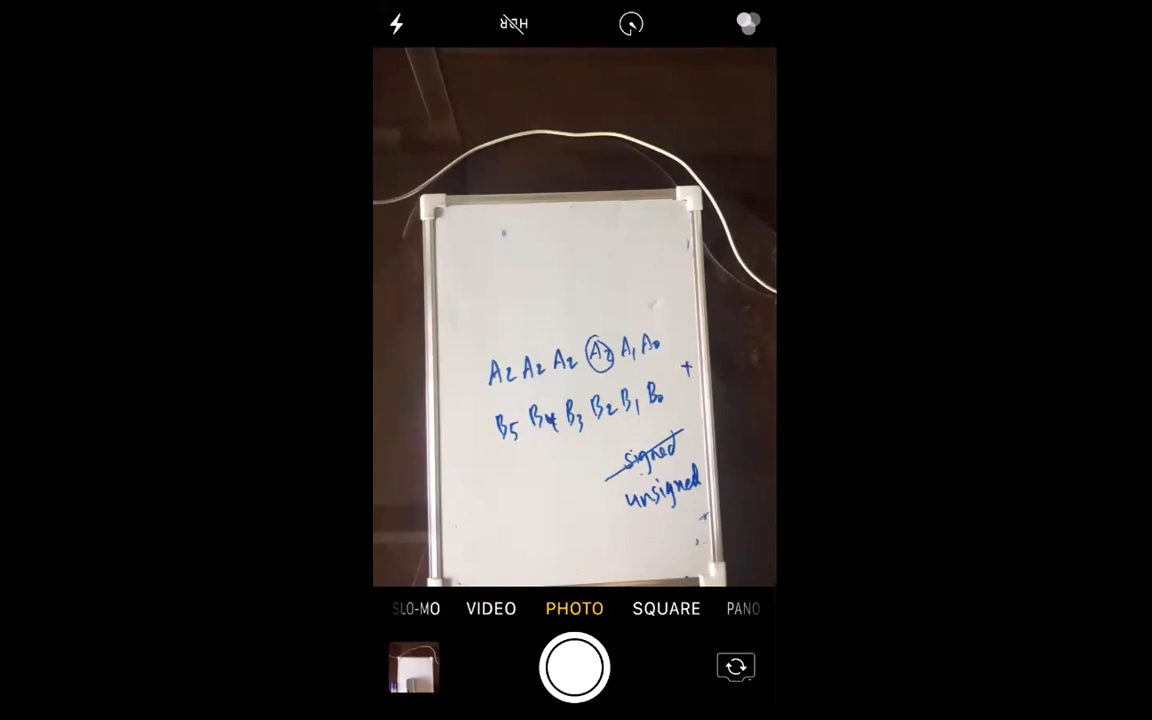 HDR
A2 A2 A2 A2 A1 A0
+
B5 B4 B3 B2 B1 B0
signed
unsigned
SLO-MO VIDEO PHOTO SQUARE PANO